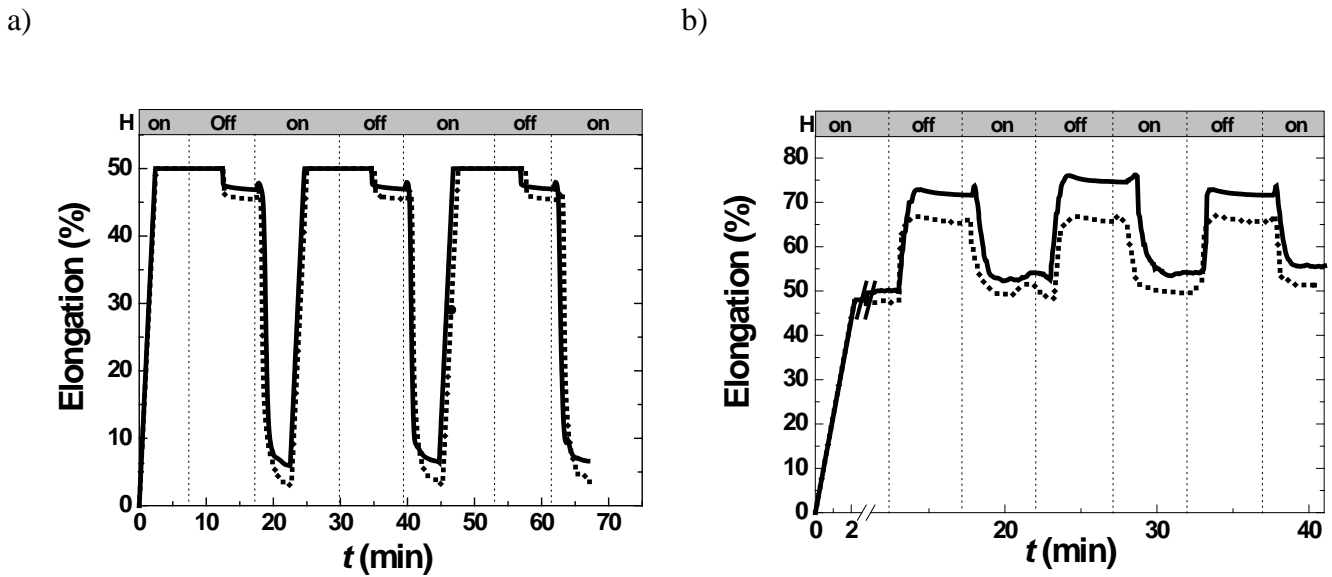 a)
H on Off on off on off on
Elongation (%)
50
40
30
20
10
0
0 10 20 30 40 50 60 70
t (min)
b)
H on off on off on off on
Elongation (%)
80
70
60
50
40
30
20
10
0
0 2 // 20 30 40
t (min)